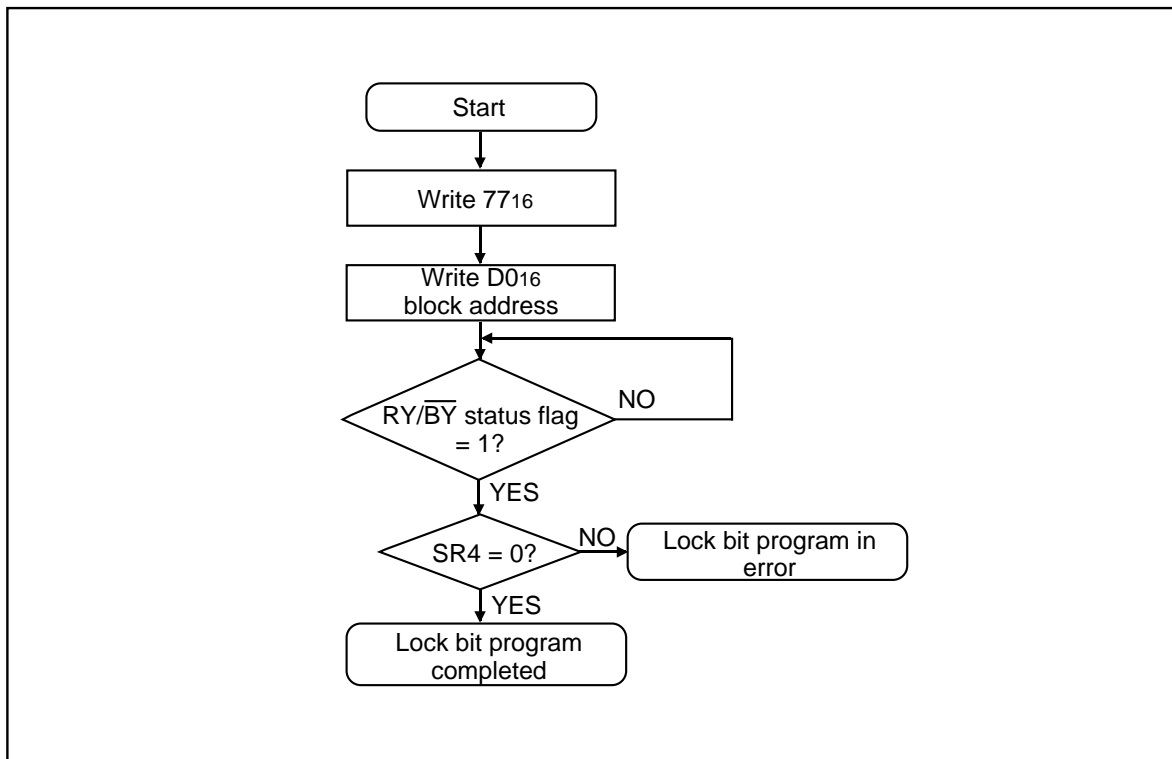 Start
Write 7716
Write D016
block address
NO
RY/BY status flag
= 1?
YES
SR4 = 0?
NO
Lock bit program in
error
YES
Lock bit program
completed